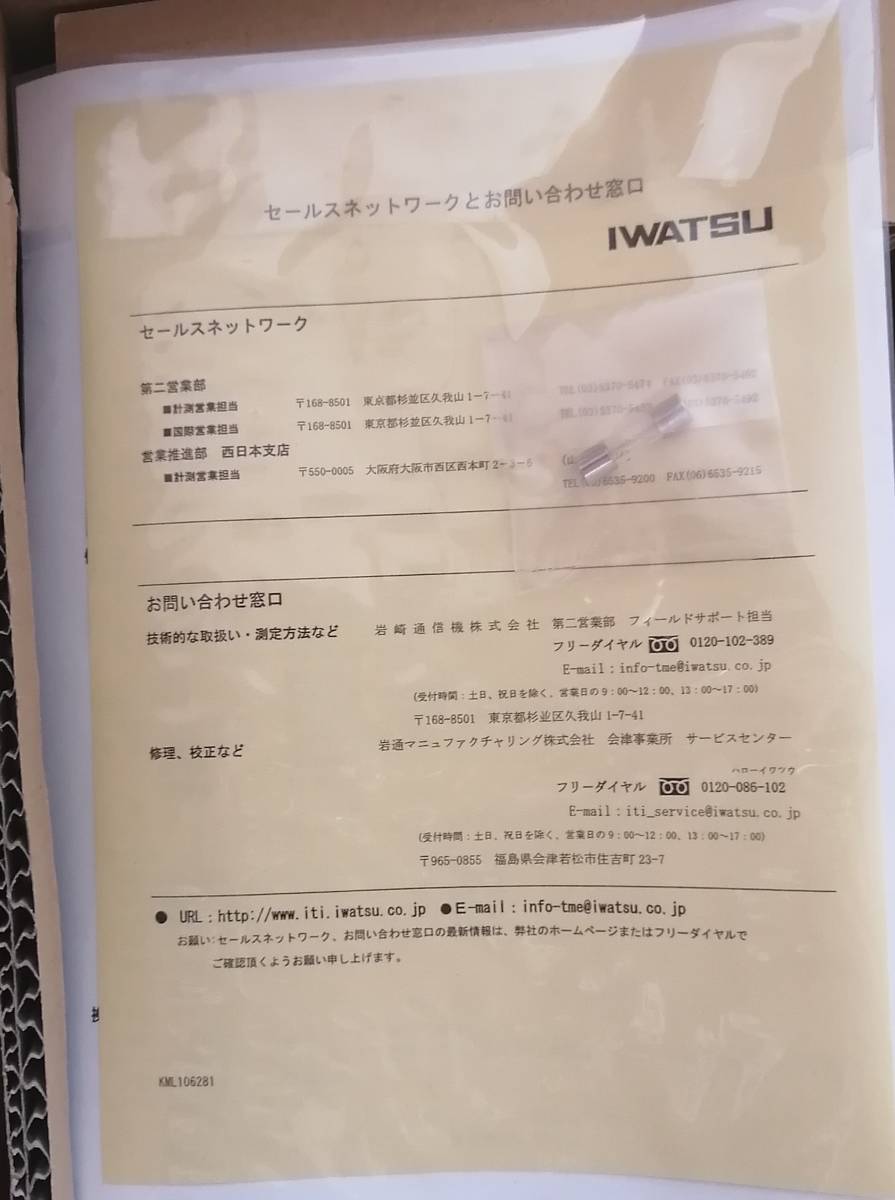 セールスネットワークとお問い合わせ窓口
IWATSU
セールスネットワーク
第二営業部
■計測営業担当 〒168-8501 東京都杉並区久我山1-7-41 TEL(03)5370-5474 FAX(03)5370-5492
■国際営業担当 〒168-8501 東京都杉並区久我山1-7-41 TEL(03)5370-5492
営業推進部 西日本支店
■計測営業担当 〒550-0005 大阪府大阪市西区西本町2-3-6
TEL 6535-9200 FAX(06)6535-9215
お問い合わせ窓口
技術的な取扱い・測定方法など 岩崎通信機株式会社 第二営業部 フィールドサポート担当
フリーダイヤル 0120-102-389
E-mail：info-tme@iwatsu.co.jp
(受付時間：土日、祝日を除く、営業日の9：00～12：00、13：00～17：00)
〒168-8501 東京都杉並区久我山1-7-41
修理、校正など 岩通マニュファクチャリング株式会社 会津事業所 サービスセンター
ハローイワツウ
フリーダイヤル 0120-086-102
E-mail：iti_service@iwatsu.co.jp
(受付時間：土日、祝日を除く、営業日の9：00～12：00、13：00～17：00)
〒965-0855 福島県会津若松市住吉町23-7
● URL：http://www.iti.iwatsu.co.jp ●E-mail：info-tme@iwatsu.co.jp
お願い：セールスネットワーク、お問い合わせ窓口の最新情報は、弊社のホームページまたはフリーダイヤルで
ご確認頂くようお願い申し上げます。
KML106281